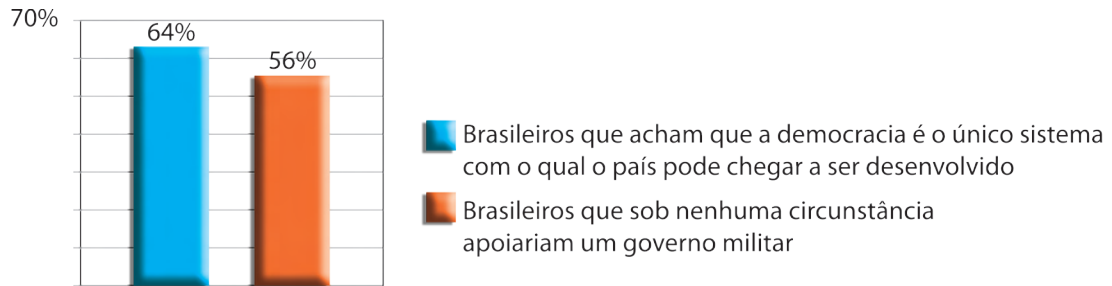 70%
64%
56%
Brasileiros que acham que a democracia é o único sistema
com o qual o país pode chegar a ser desenvolvido
Brasileiros que sob nenhuma circunstância
apoiariam um governo militar